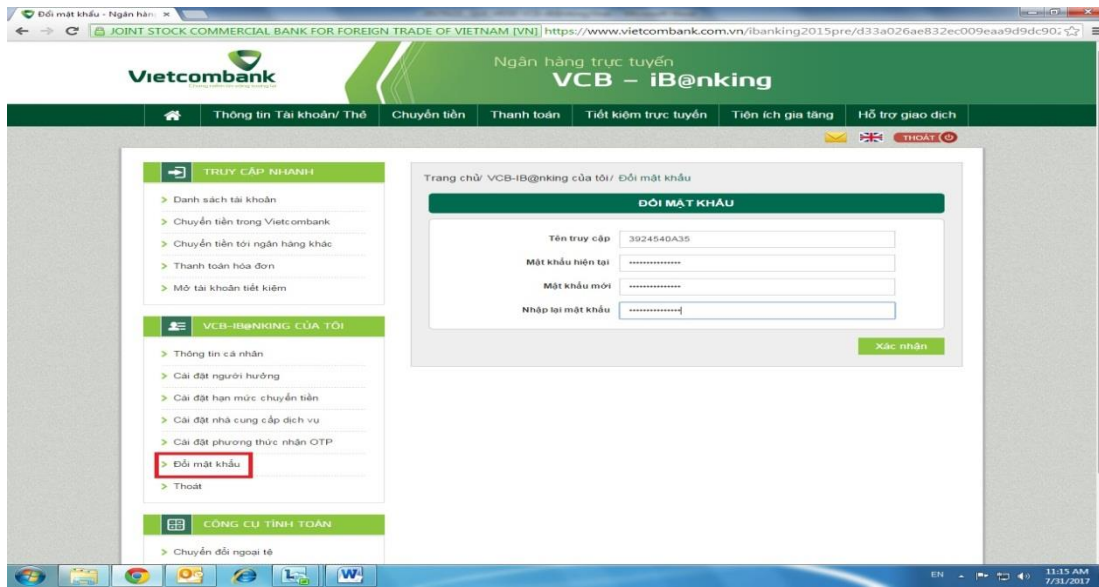 Đổi mật khẩu - Ngân hàn
JOINT STOCK COMMERCIAL BANK FOR FOREIGN TRADE OF VIETNAM [VN] https://www.vietcombank.com.vn/ibanking2015pre/d33a026ae832ec009eaa9d9dc902
Vietcombank
Ngân hàng trực tuyến
VCB – iB@nking
Thông tin Tài khoản/ Thẻ Chuyển tiền Thanh toán Tiết kiệm trực tuyến Tiện ích gia tăng Hỗ trợ giao dịch
THOÁT
TRUY CẬP NHANH
Danh sách tài khoản
Chuyển tiền trong Vietcombank
Chuyển tiền tới ngân hàng khác
Thanh toán hóa đơn
Mở tài khoản tiết kiệm
VCB-IB@NKING CỦA TÔI
Thông tin cá nhân
Cài đặt người hưởng
Cài đặt hạn mức chuyển tiền
Cài đặt nhà cung cấp dịch vụ
Cài đặt phương thức nhận OTP
Đổi mật khẩu
Thoát
CÔNG CỤ TÍNH TOÁN
Chuyển đổi ngoại tệ
Trang chủ/ VCB-IB@nking của tôi/ Đổi mật khẩu
ĐỔI MẬT KHẨU
Tên truy cập 3924540A35
Mật khẩu hiện tại
Mật khẩu mới
Nhập lại mật khẩu
Xác nhận
EN
11:15 AM
7/31/2017